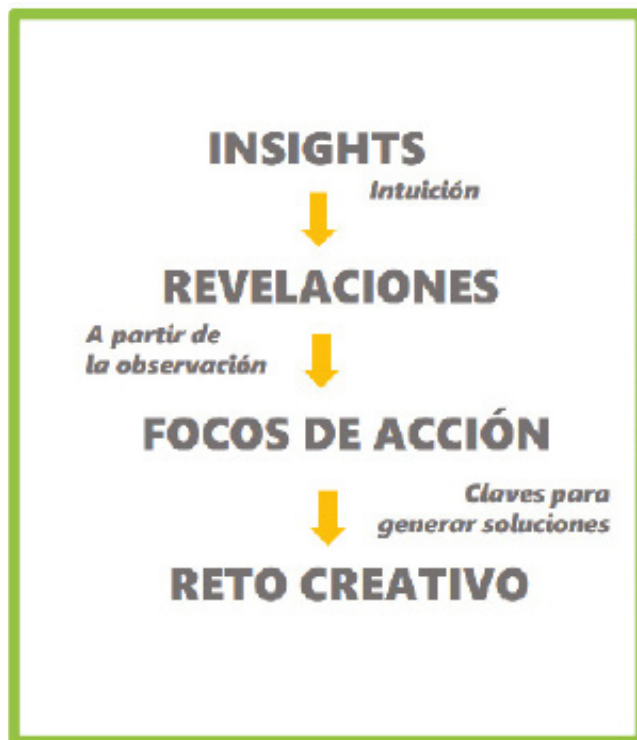 INSIGHTS
Intuición
REVELACIONES
A partir de
la observación
FOCOS DE ACCIÓN
Claves para
generar soluciones
RETO CREATIVO